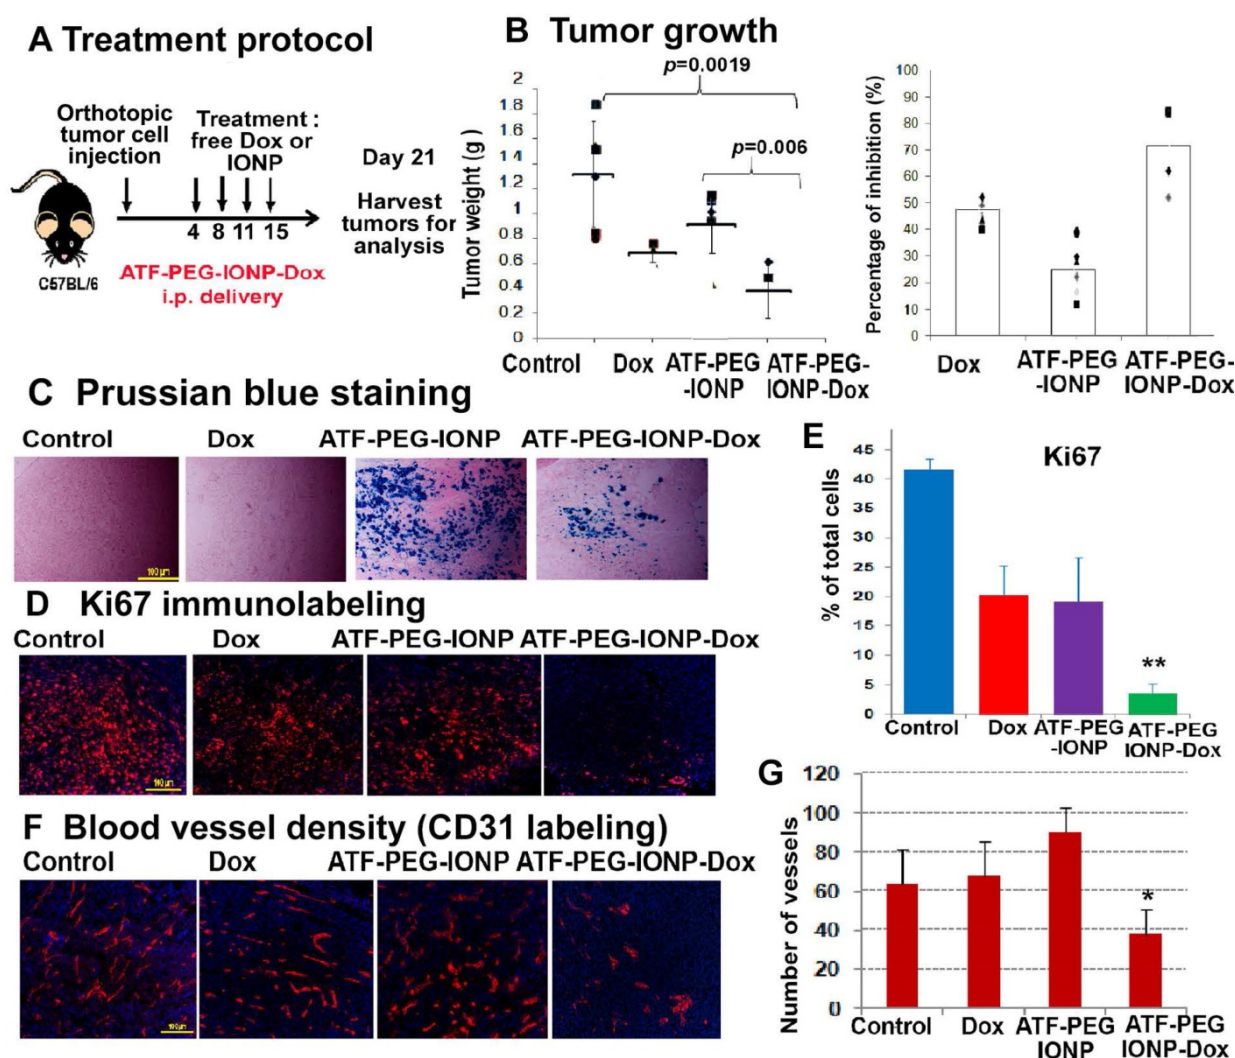 A Treatment protocol
Orthotopic
tumor cell
injection
Treatment :
free Dox or
IONP
4 8 11 15
Day 21
Harvest
tumors for
analysis
C57BL/6
ATF-PEG-IONP-Dox
i.p. delivery
B Tumor growth
p=0.0019
p=0.006
Tumor weight (g )
2
1.8
1.6
1.4
1.2
1
0.8
0.6
0.4
0.2
0
Control
Dox
ATF-PEG
-IONP
ATF-PEG-
IONP-Dox
Percentage of inhibition (%)
100
90
80
70
60
50
40
30
20
10
0
Dox
ATF-PEG
-IONP
ATF-PEG-
IONP-Dox
C Prussian blue staining
Control Dox ATF-PEG-IONP ATF-PEG-IONP-Dox
100 µm
D Ki67 immunolabeling
Control Dox ATF-PEG-IONP ATF-PEG-IONP-Dox
100 µm
E
Ki67
% of total cells
45
40
35
30
25
20
15
10
5
0
**
Control
Dox
ATF-PEG
-IONP
ATF-PEG
IONP-Dox
F Blood vessel density (CD31 labeling)
Control Dox ATF-PEG-IONP ATF-PEG-IONP-Dox
100 µm
G
Number of vessels
120
100
80
60
40
20
0
*
Control
Dox
ATF-PEG
IONP
ATF-PEG
IONP-Dox